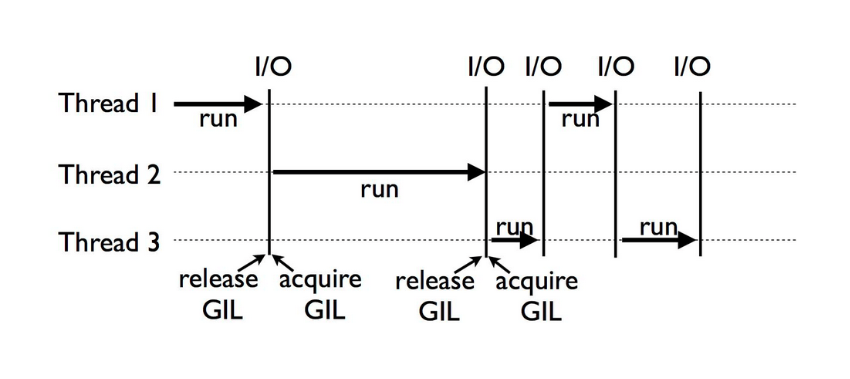 I/O I/O I/O I/O I/O
Thread 1
run run
Thread 2
run
run run
Thread 3
release acquire release acquire
GIL GIL GIL GIL